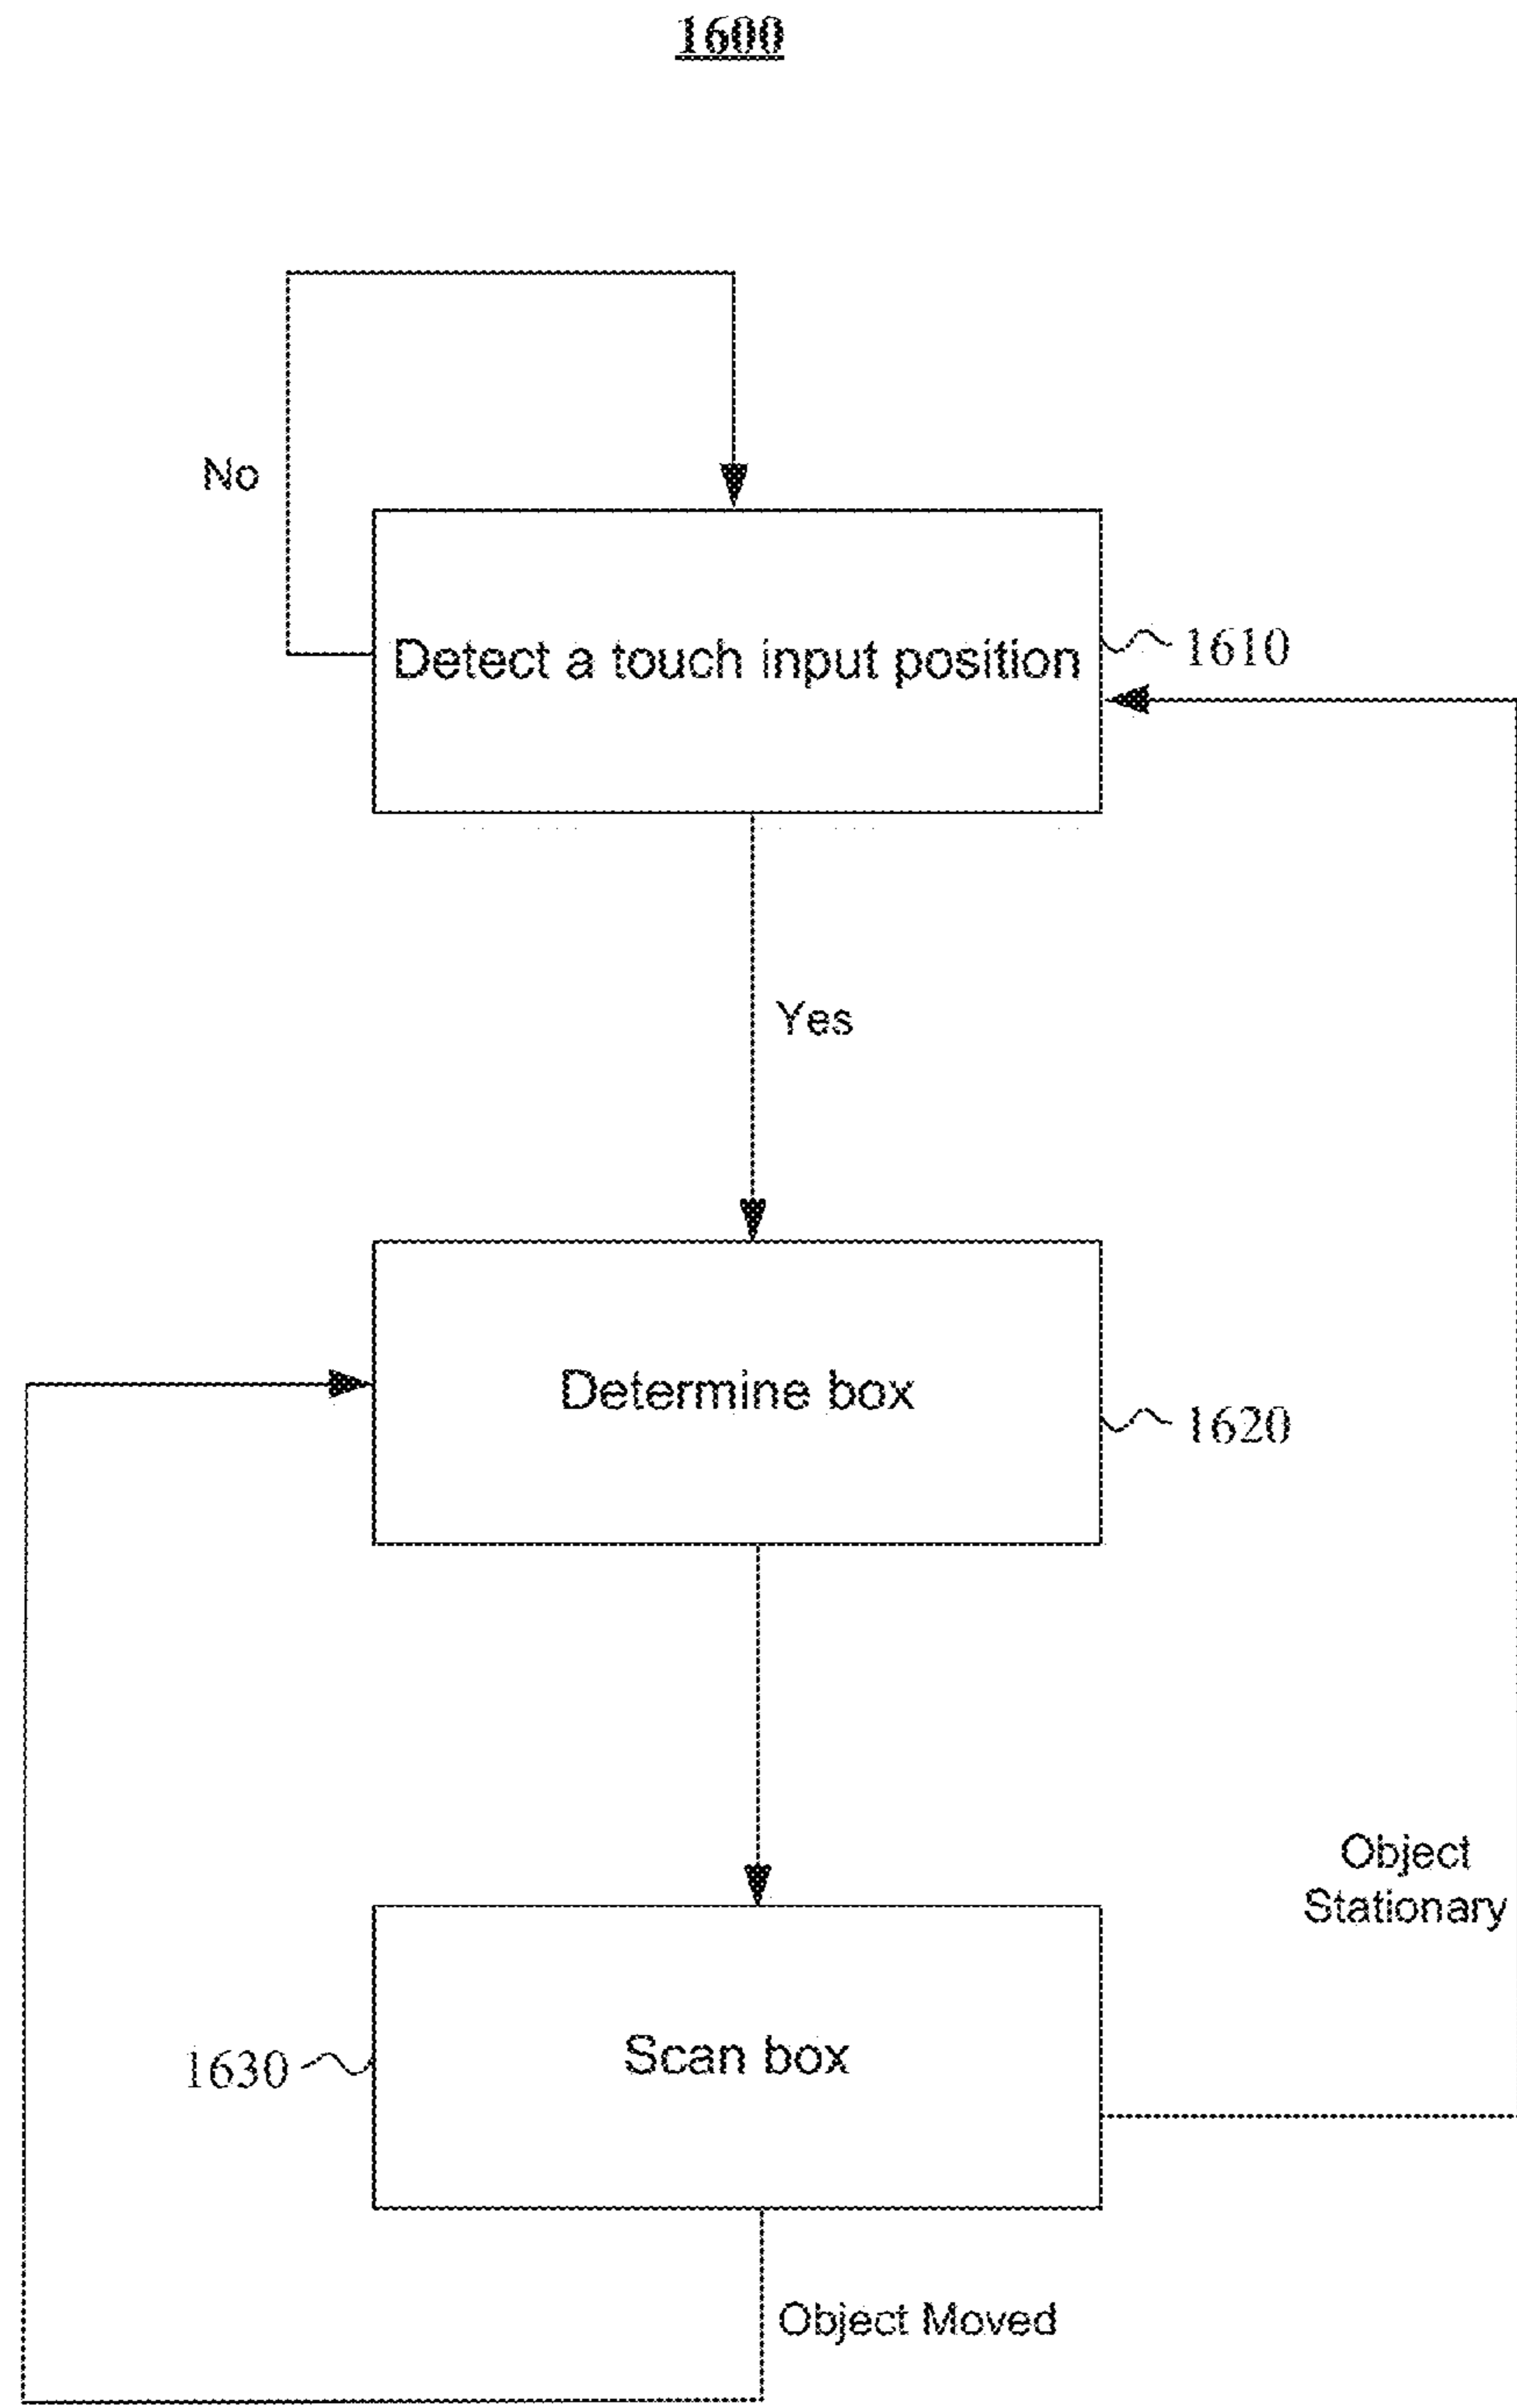 1600
No
Detect a touch input position
1610
Yes
Determine box
1620
Object
Stationary
Scan box
1630
Object Moved